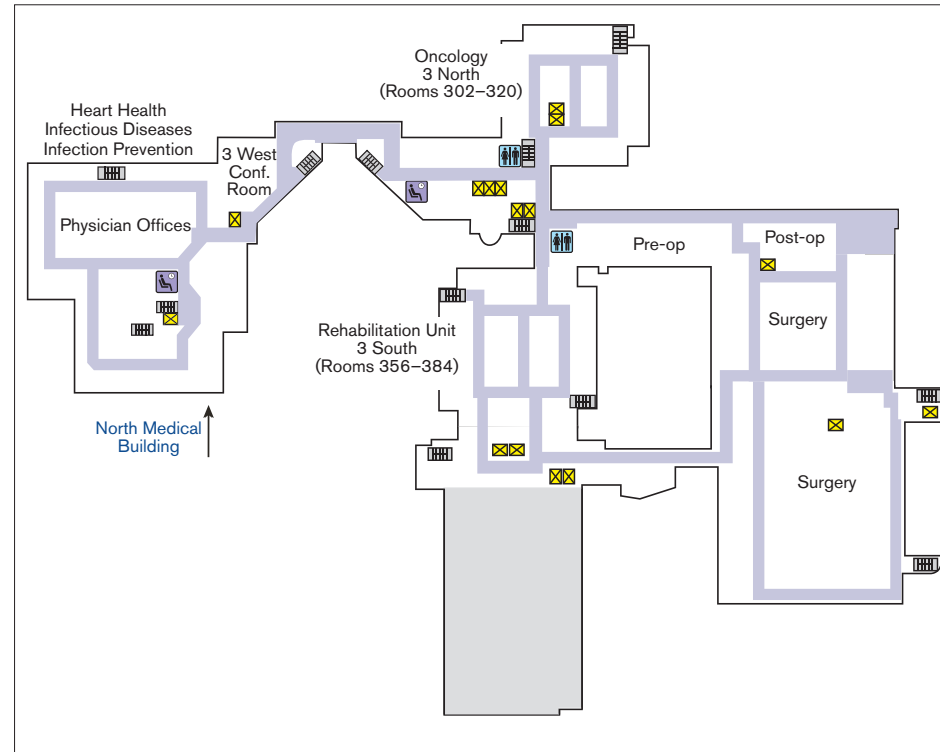 Oncology
3 North
(Rooms 302–320)
Heart Health
Infectious Diseases
Infection Prevention
3 West
Conf.
Room
Physician Offices
Pre-op
Post-op
Surgery
Rehabilitation Unit
3 South
(Rooms 356–384)
North Medical
Building
Surgery